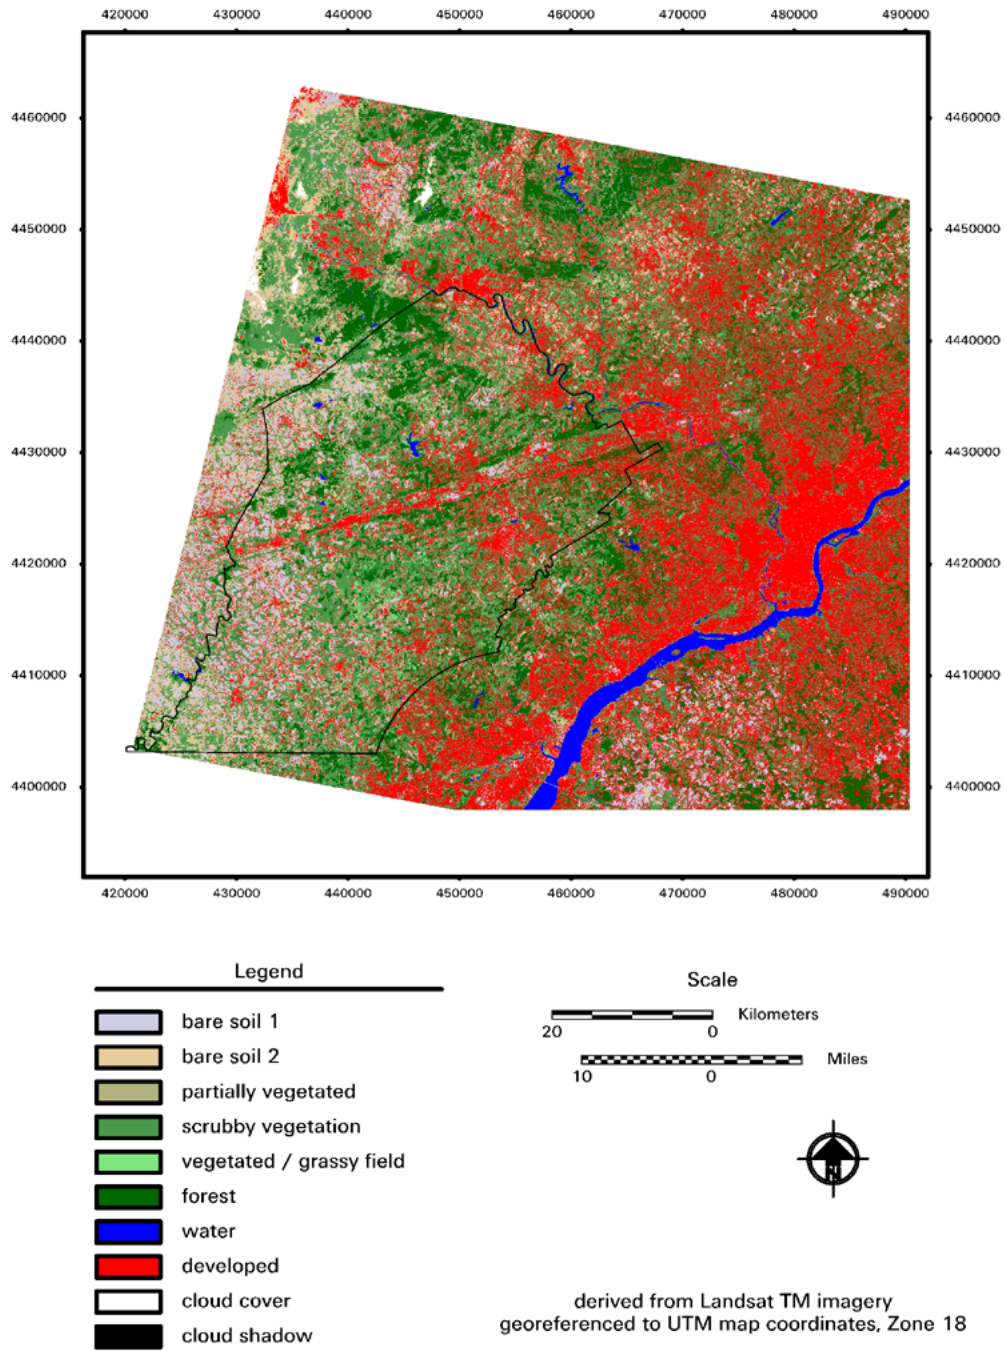 420000 430000 440000 450000 460000 470000 480000 490000
4460000 4460000
4450000 4450000
4440000 4440000
4430000 4430000
4420000 4420000
4410000 4410000
4400000 4400000
420000 430000 440000 450000 460000 470000 480000 490000
Legend
bare soil 1
bare soil 2
partially vegetated
scrubby vegetation
vegetated / grassy field
forest
water
developed
cloud cover
cloud shadow
Scale
Kilometers
20 0
Miles
10 0
N
derived from Landsat TM imagery
georeferenced to UTM map coordinates, Zone 18